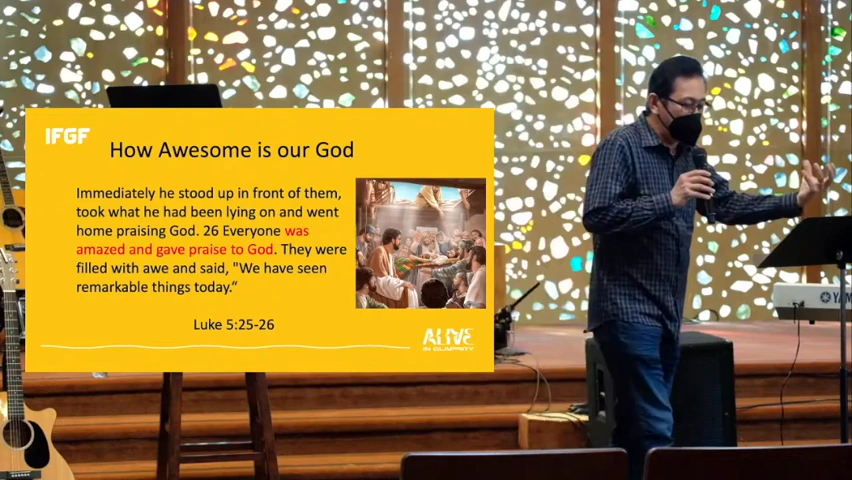 IFGF
How Awesome is our God
Immediately he stood up in front of them,
took what he had been lying on and went
home praising God. 26 Everyone was
amazed and gave praise to God. They were
filled with awe and said, "We have seen
remarkable things today.“
Luke 5:25-26
ALIVE
YAM